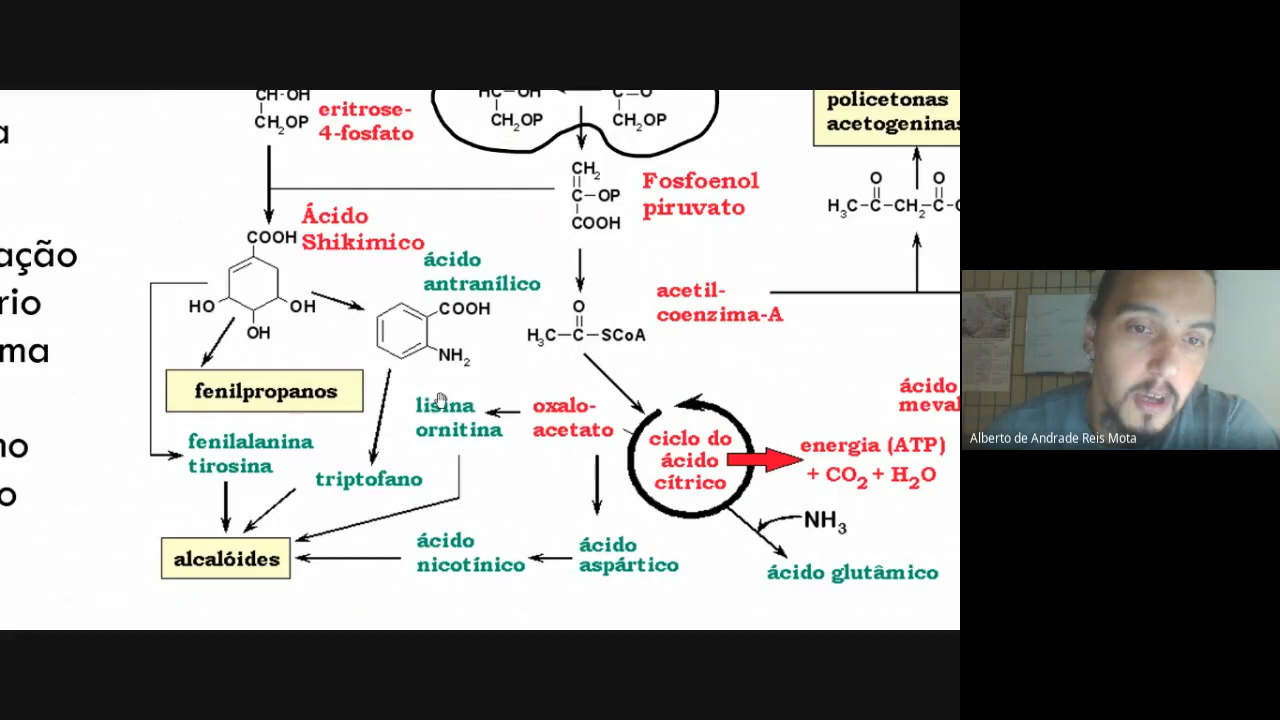 a
ação
rio
ma
no
o
CH-OH
CH2OP
eritrose-
4-fosfato
HC-OH
C-O
CH2OP
CH2OP
policetonas
acetogeninas
CH2
C-OP
COOH
Fosfoenol
piruvato
O
O
H3C-C-CH2-C-
Ácido
Shikimico
COOH
HO
OH
OH
ácido
antranílico
COOH
NH2
acetil-
coenzima-A
O
H3C-C-SCoA
fenilpropanos
lisina
ornitina
oxalo-
acetato
ácido
meval
ciclo do
ácido
cítrico
energia (ATP)
+ CO2 + H2O
fenilalanina
tirosina
triptofano
NH3
alcalóides
ácido
nicotínico
ácido
aspártico
ácido glutâmico
Alberto de Andrade Reis Mota